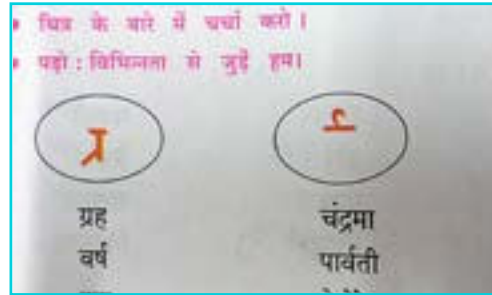 चित्र के बारे में चर्चा करो ।
पढ़ो : विभिन्नता से जुड़ें हम।
ग्रह चंद्रमा
वर्ष पार्वती